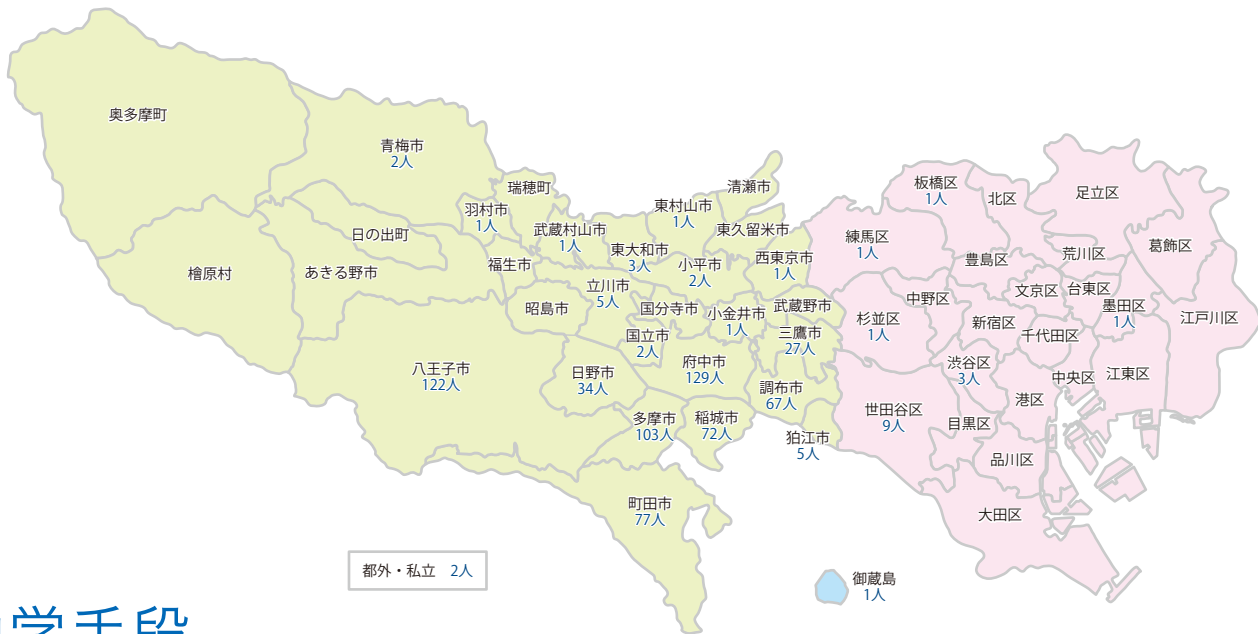 奥多摩町
青梅市
2人
瑞穂町
羽村市
1人
日の出町
檜原村
あきる野市
福生市
武蔵村山市
1人
東大和市
3人
東村山市
1人
清瀬市
東久留米市
小平市
2人
西東京市
1人
立川市
5人
昭島市
国分寺市
小金井市
1人
武蔵野市
国立市
2人
三鷹市
27人
八王子市
122人
日野市
34人
府中市
129人
調布市
67人
多摩市
103人
稲城市
72人
狛江市
5人
町田市
77人
板橋区
1人
北区
足立区
練馬区
1人
豊島区
荒川区
葛飾区
中野区
文京区
台東区
墨田区
1人
江戸川区
杉並区
1人
新宿区
千代田区
渋谷区
3人
中央区
江東区
港区
世田谷区
9人
目黒区
品川区
大田区
都外・私立 2人
御蔵島
1人
学手段